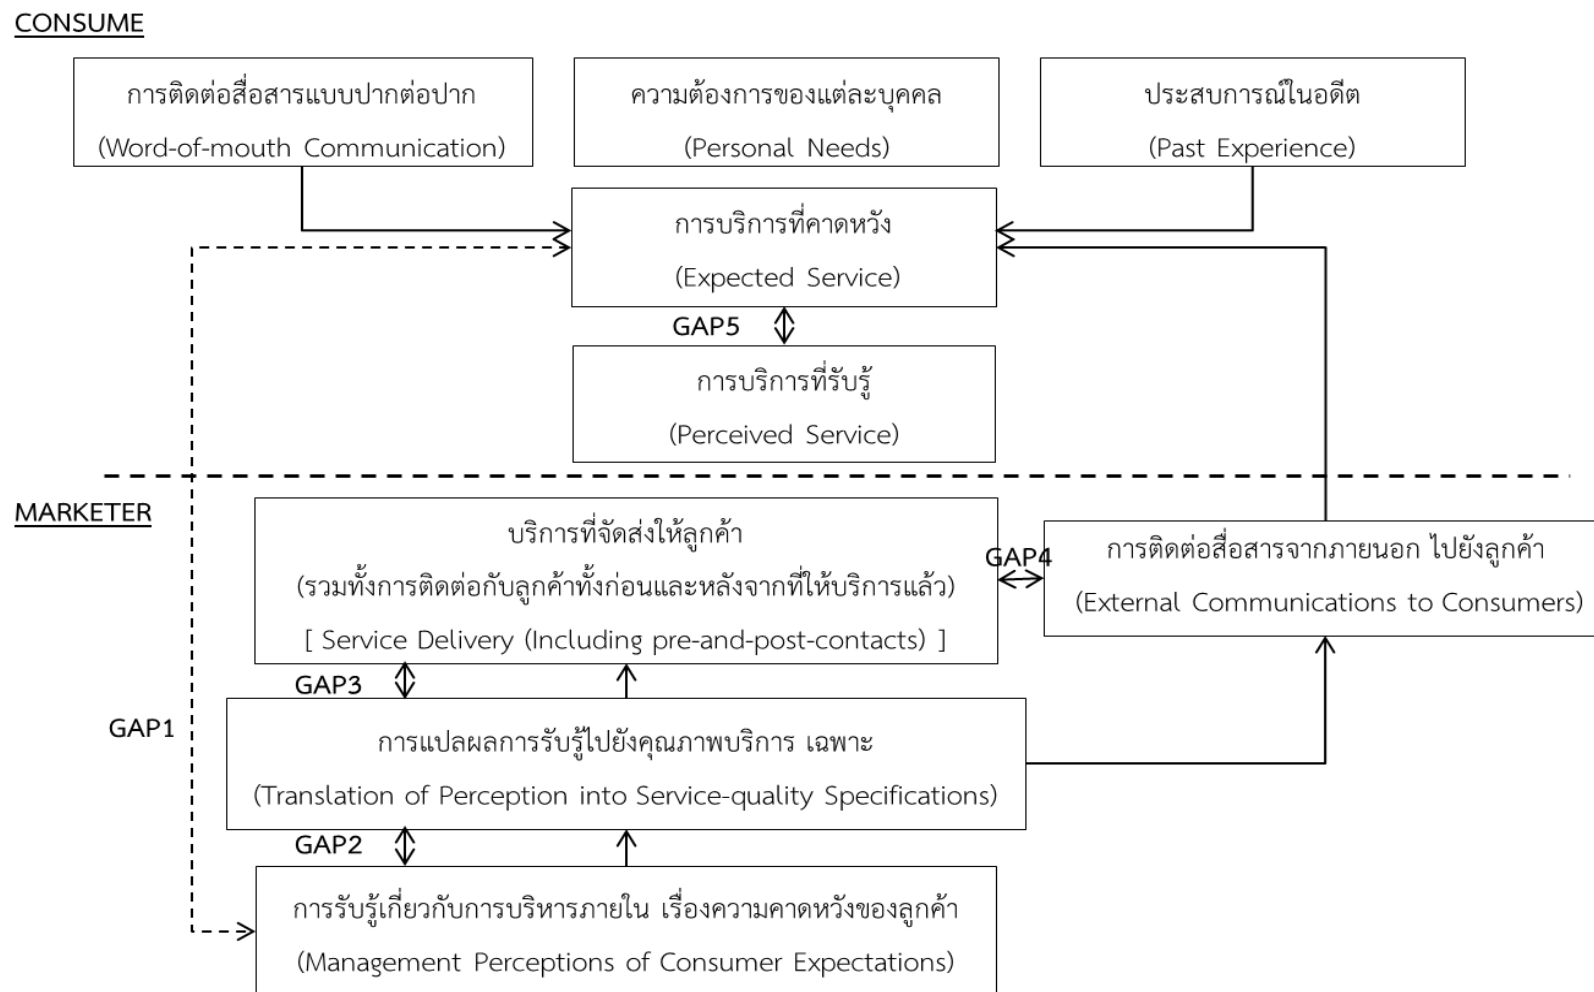 CONSUME
การติดต่อสื่อสารแบบปากต่อปาก
(Word-of-mouth Communication)
ความต้องการของแต่ละบุคคล
(Personal Needs)
ประสบการณ์ในอดีต
(Past Experience)
การบริการที่คาดหวัง
(Expected Service)
GAP5
การบริการที่รับรู้
(Perceived Service)
MARKETER
บริการที่จัดส่งให้ลูกค้า
(รวมทั้งการติดต่อกับลูกค้าทั้งก่อนและหลังจากที่ให้บริการแล้ว)
[ Service Delivery (Including pre-and-post-contacts) ]
GAP4
การติดต่อสื่อสารจากภายนอก ไปยังลูกค้า
(External Communications to Consumers)
GAP3
GAP1
การแปลผลการรับรู้ไปยังคุณภาพบริการ เฉพาะ
(Translation of Perception into Service-quality Specifications)
GAP2
การรับรู้เกี่ยวกับการบริหารภายใน เรื่องความคาดหวังของลูกค้า
(Management Perceptions of Consumer Expectations)